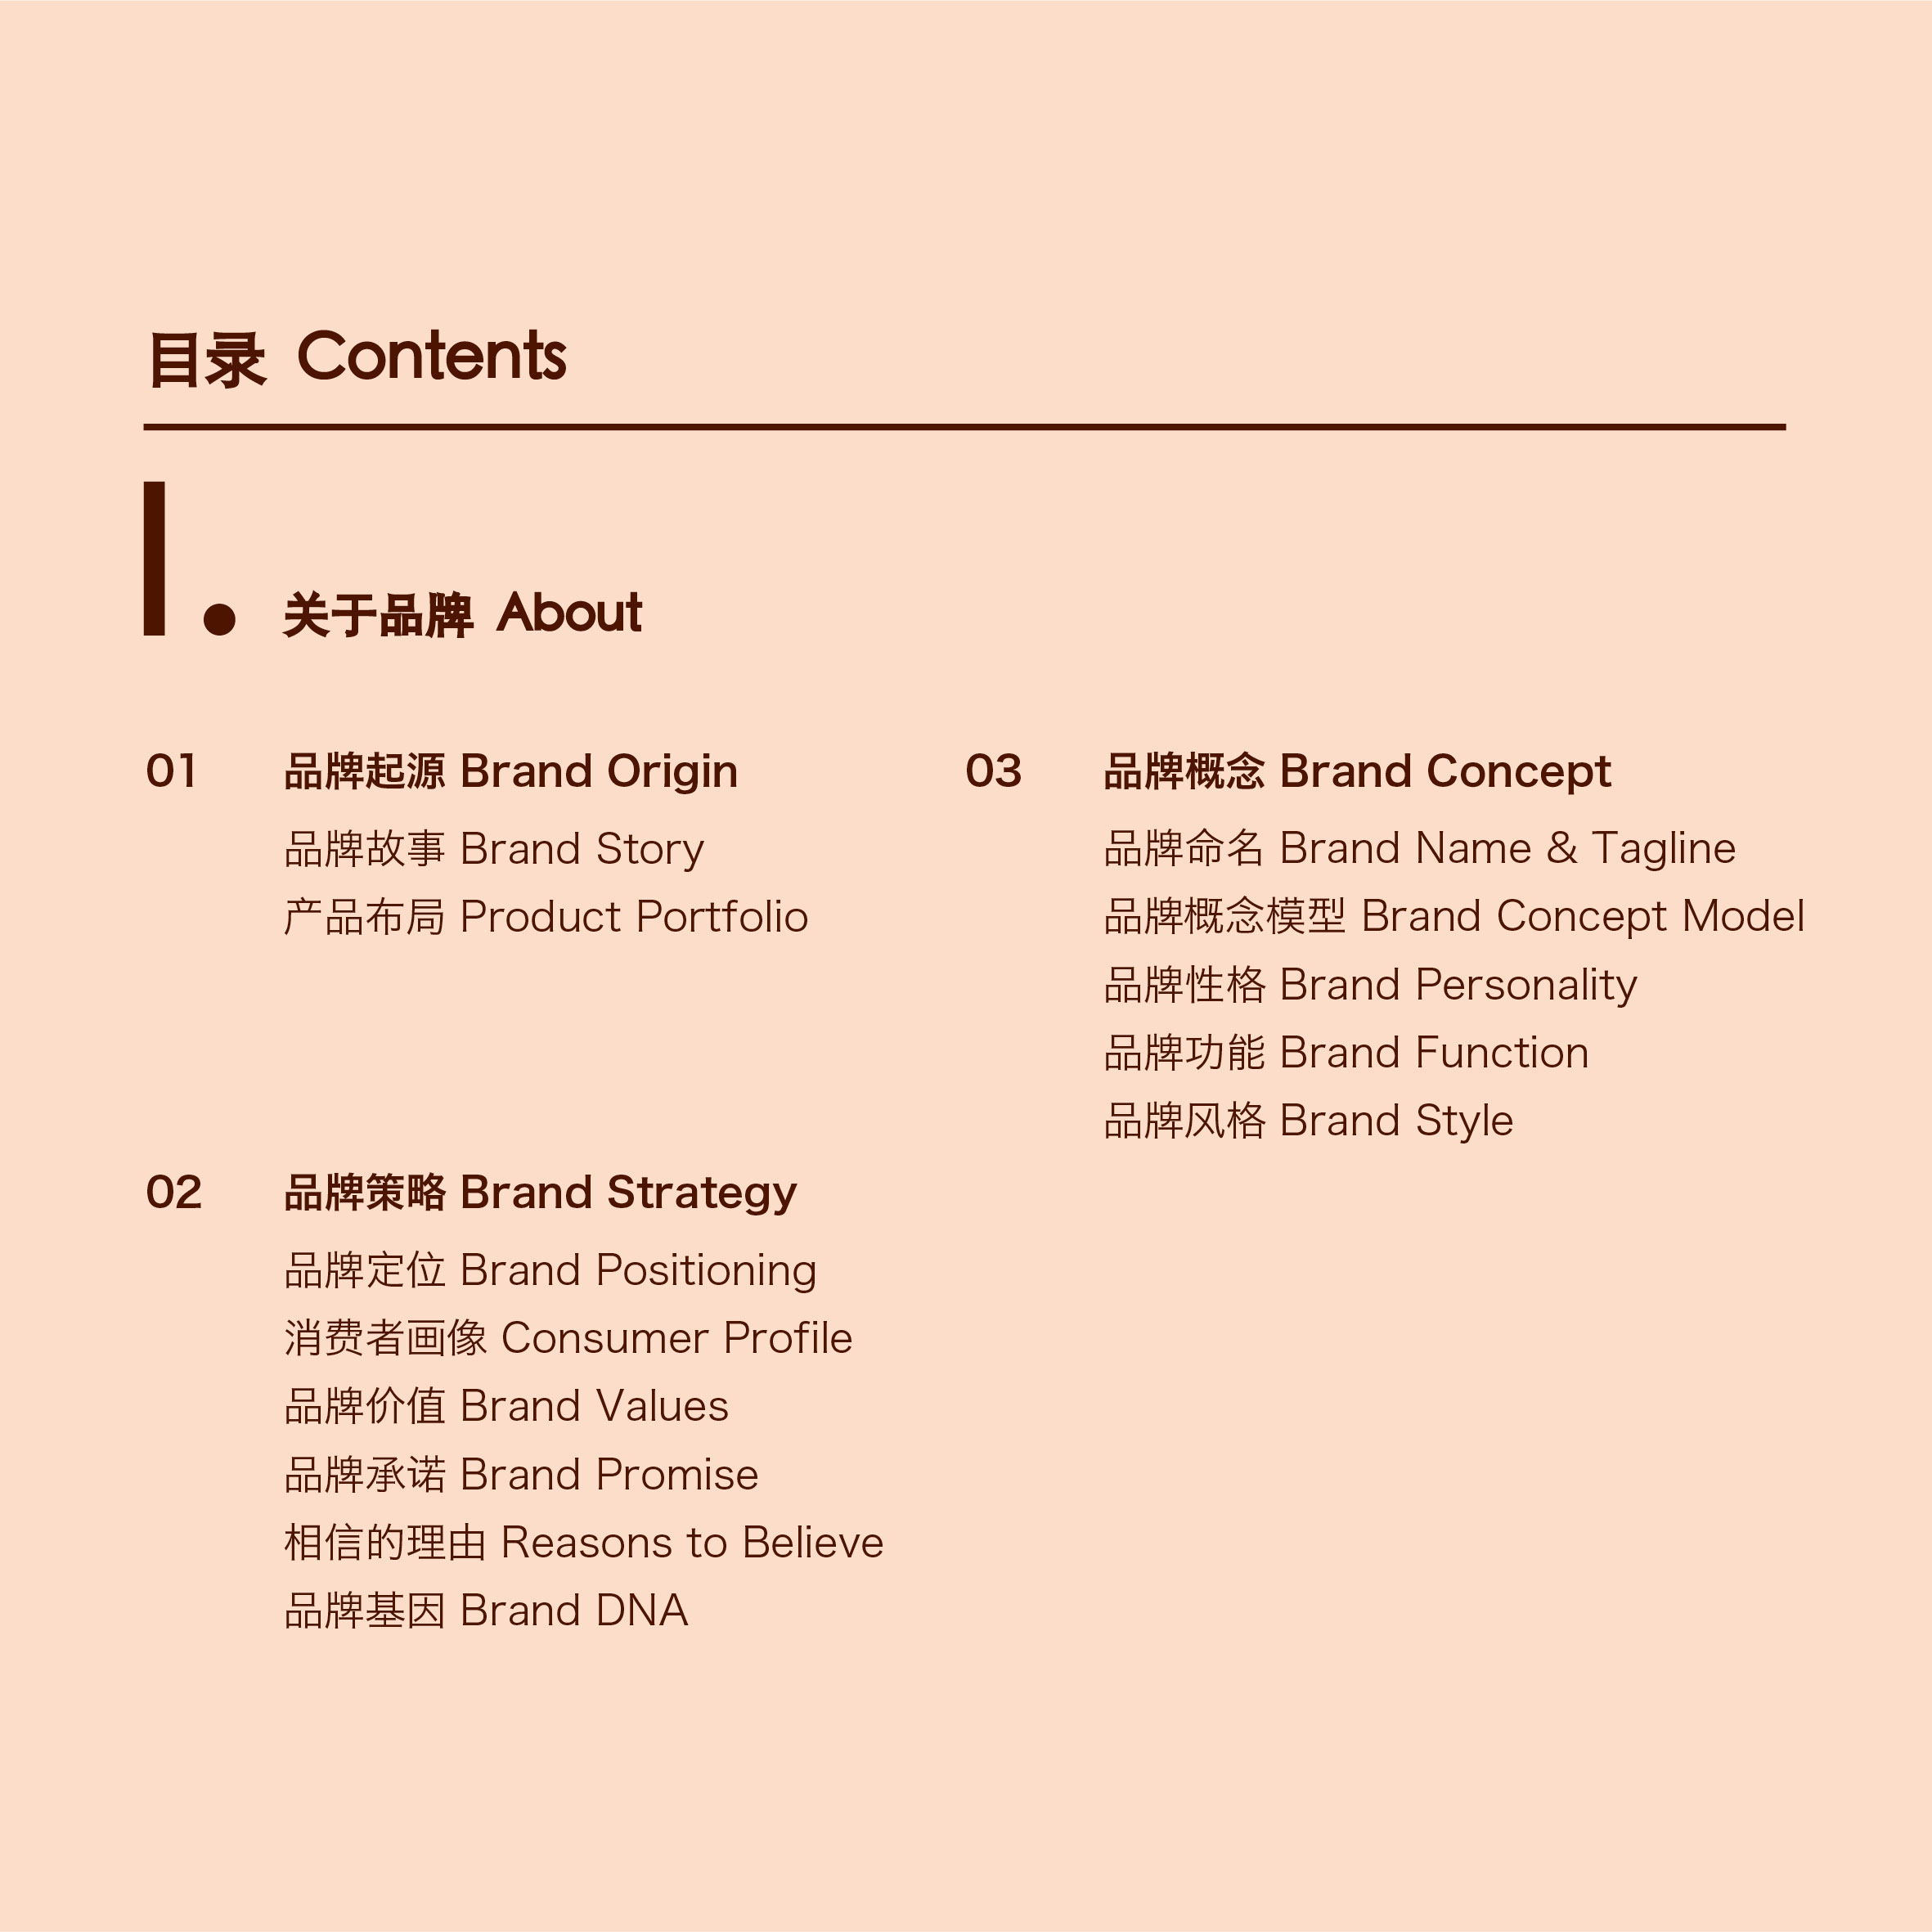 目录 Contents
I. 关于品牌 About
01 品牌起源 Brand Origin
品牌故事 Brand Story
产品布局 Product Portfolio
02 品牌策略 Brand Strategy
品牌定位 Brand Positioning
消费者画像 Consumer Profile
品牌价值 Brand Values
品牌承诺 Brand Promise
相信的理由 Reasons to Believe
品牌基因 Brand DNA
03 品牌概念 Brand Concept
品牌命名 Brand Name & Tagline
品牌概念模型 Brand Concept Model
品牌性格 Brand Personality
品牌功能 Brand Function
品牌风格 Brand Style